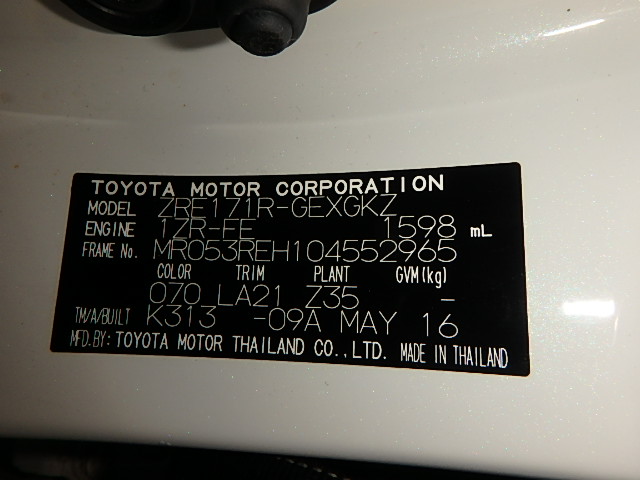 TOYOTA MOTOR CORPORATION
MODEL ZRE171R-GEXGKZ
ENGINE 1ZR-FE 1598 mL
FRAME No. MR053REH104552965
COLOR TRIM PLANT GVM(kg)
070 LA21 Z35 –
TM/A/BUILT K313 -09A MAY 16
MFD.BY: TOYOTA MOTOR THAILAND CO.,LTD. MADE IN THAILAND